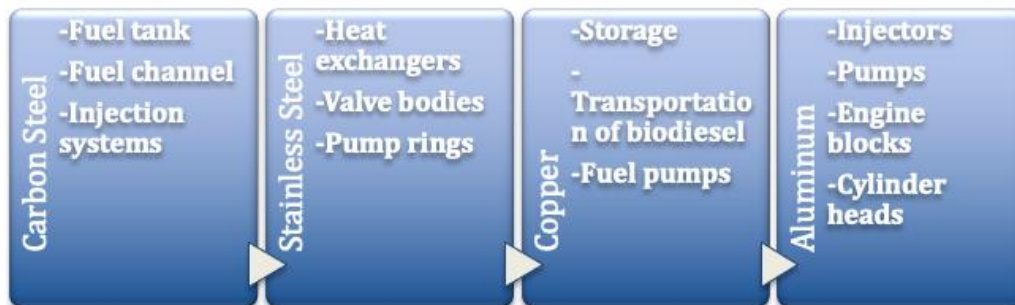 Carbon Steel
-Fuel tank
-Fuel channel
-Injection
systems
Stainless Steel
-Heat
exchangers
-Valve bodies
-Pump rings
Copper
-Storage
-
Transportatio
n of biodiesel
-Fuel pumps
Aluminum
-Injectors
-Pumps
-Engine
blocks
-Cylinder
heads